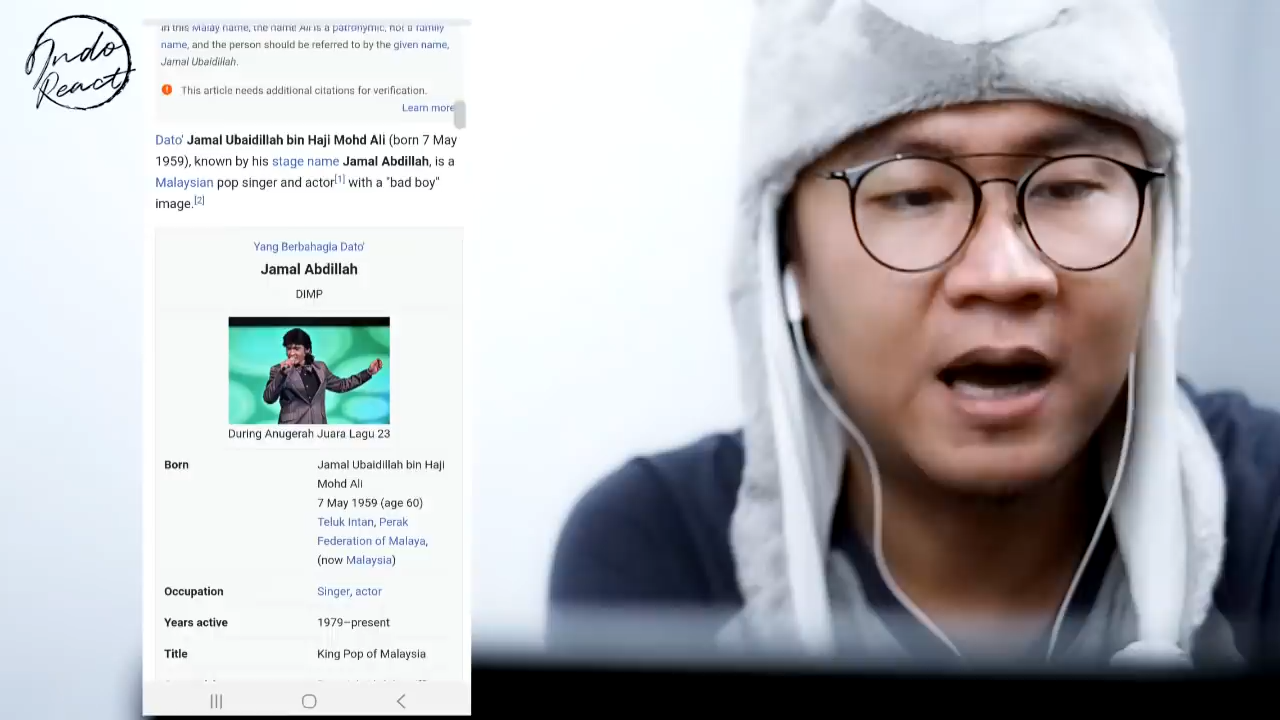 Indo
React
In this Malay name, the name Ali is a patronymic, not a family
name, and the person should be referred to by the given name,
Jamal Ubaidillah.
This article needs additional citations for verification.
Learn more
Dato' Jamal Ubaidillah bin Haji Mohd Ali (born 7 May
1959), known by his stage name Jamal Abdillah, is a
Malaysian pop singer and actor[1] with a "bad boy"
image.[2]
Yang Berbahagia Dato'
Jamal Abdillah
DIMP
During Anugerah Juara Lagu 23
Born Jamal Ubaidillah bin Haji
Mohd Ali
7 May 1959 (age 60)
Teluk Intan, Perak
Federation of Malaya,
(now Malaysia)
Occupation Singer, actor
Years active 1979–present
Title King Pop of Malaysia